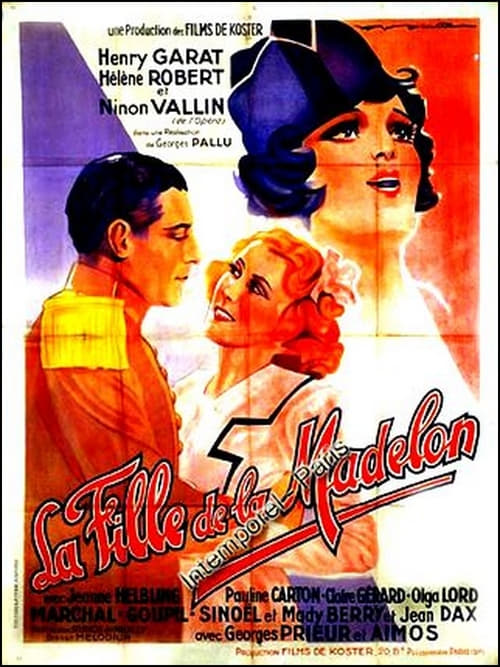 une Production des FILMS DE KOSTER
Henry GARAT
Hélène ROBERT
et
Ninon VALLIN
(de l'Opéra)
dans une Réalisation
de Georges PALLU
La Fille de la Madelon
Intemporel Paris
avec Jeanne HELBLING Pauline CARTON - Claire GÉRARD - Olga LORD
MARCHAL - GOUPIL - SINOËL et Mady BERRY et Jean DAX
avec Georges PRIEUR et AIMOS
PRODUCTION FILMS DE KOSTER